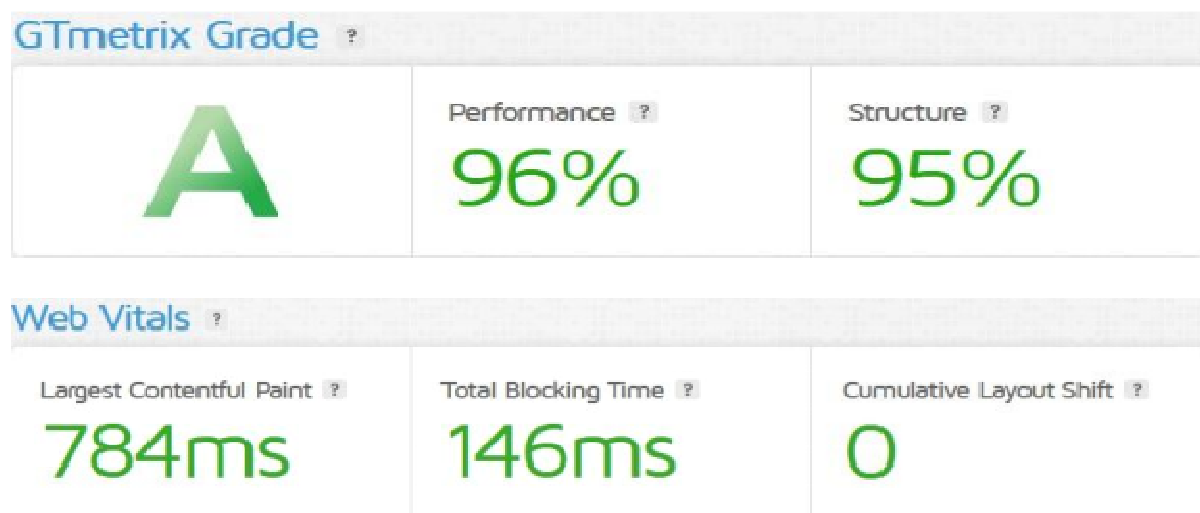 GTmetrix Grade ?
A
Performance ?
96%
Structure ?
95%
Web Vitals ?
Largest Contentful Paint ?
784ms
Total Blocking Time ?
146ms
Cumulative Layout Shift ?
0